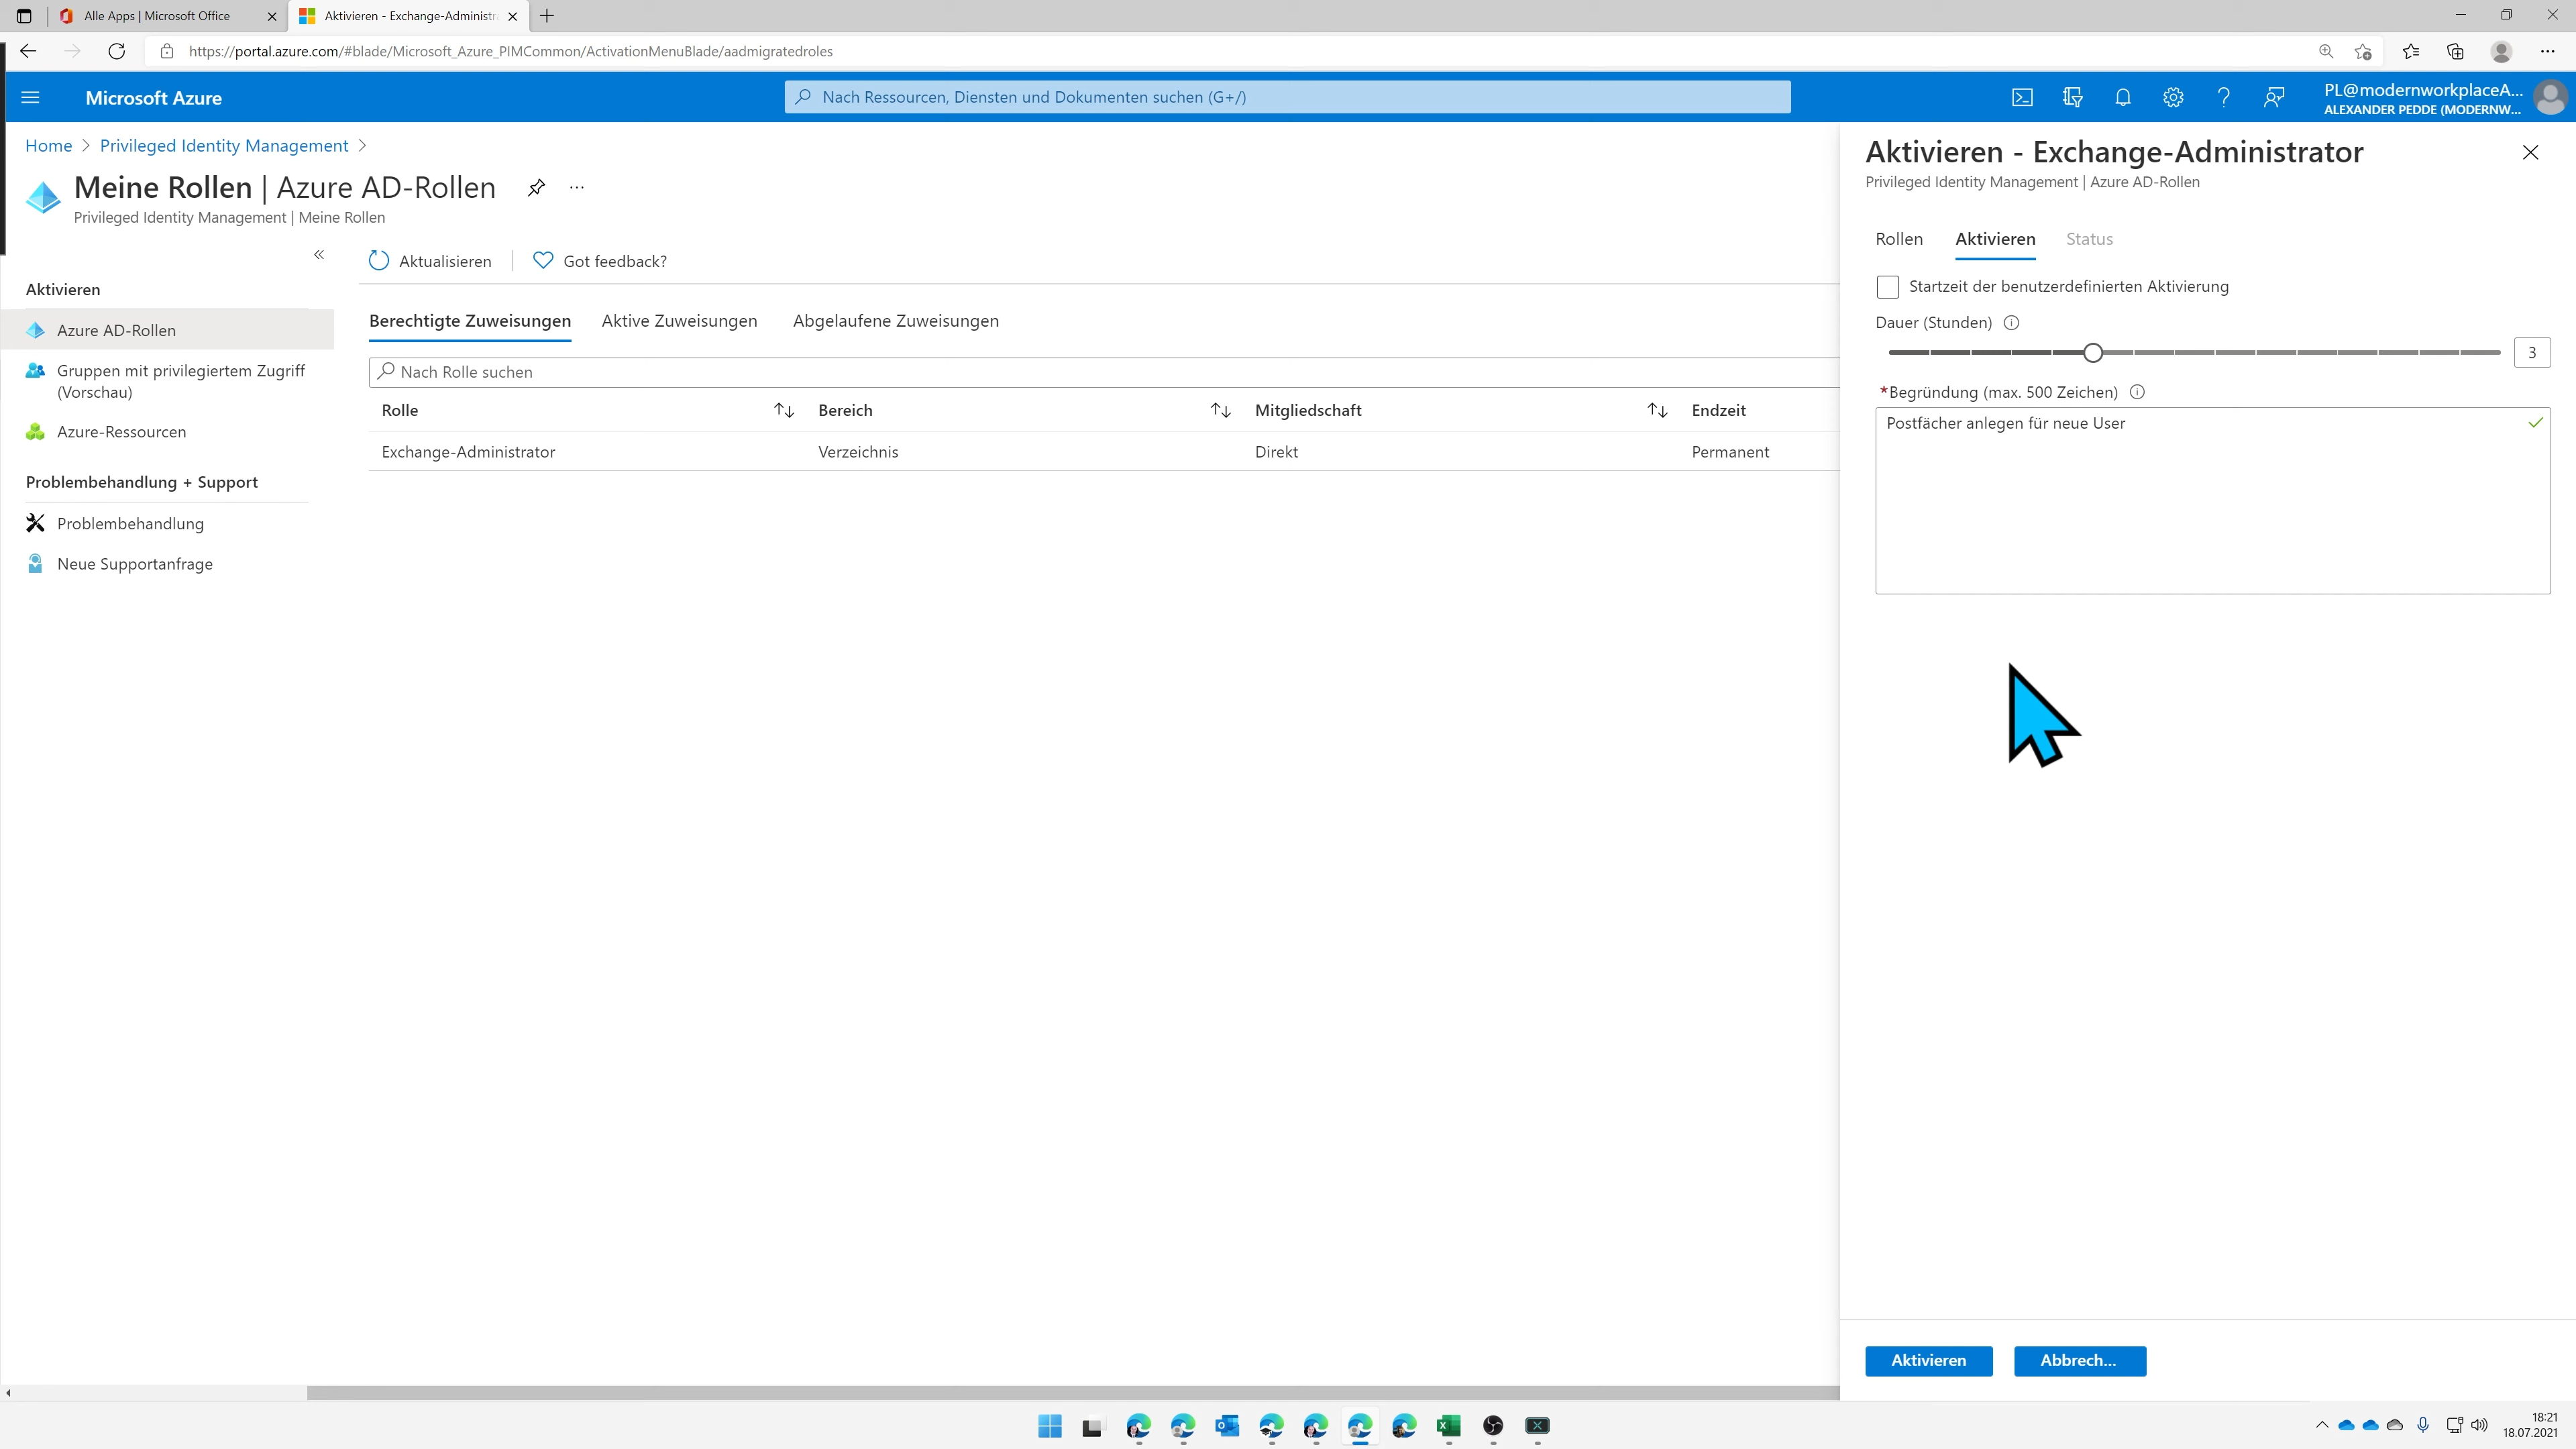 Alle Apps | Microsoft Office
Aktivieren - Exchange-Administr
https://portal.azure.com/#blade/Microsoft_Azure_PIMCommon/ActivationMenuBlade/aadmigratedroles
Microsoft Azure
Nach Ressourcen, Diensten und Dokumenten suchen (G+/)
PL@modernworkplaceA...
ALEXANDER PEDDE (MODERNW...
Home > Privileged Identity Management >
Meine Rollen | Azure AD-Rollen
Privileged Identity Management | Meine Rollen
Aktivieren
Azure AD-Rollen
Gruppen mit privilegiertem Zugriff
(Vorschau)
Azure-Ressourcen
Problembehandlung + Support
Problembehandlung
Neue Supportanfrage
Aktualisieren
Got feedback?
Berechtigte Zuweisungen Aktive Zuweisungen Abgelaufene Zuweisungen
Nach Rolle suchen
Rolle Bereich Mitgliedschaft Endzeit
Exchange-Administrator Verzeichnis Direkt Permanent
Aktivieren - Exchange-Administrator
Privileged Identity Management | Azure AD-Rollen
Rollen Aktivieren Status
Startzeit der benutzerdefinierten Aktivierung
Dauer (Stunden)
3
*Begründung (max. 500 Zeichen)
Postfächer anlegen für neue User
Aktivieren Abbrech...
18:21
18.07.2021